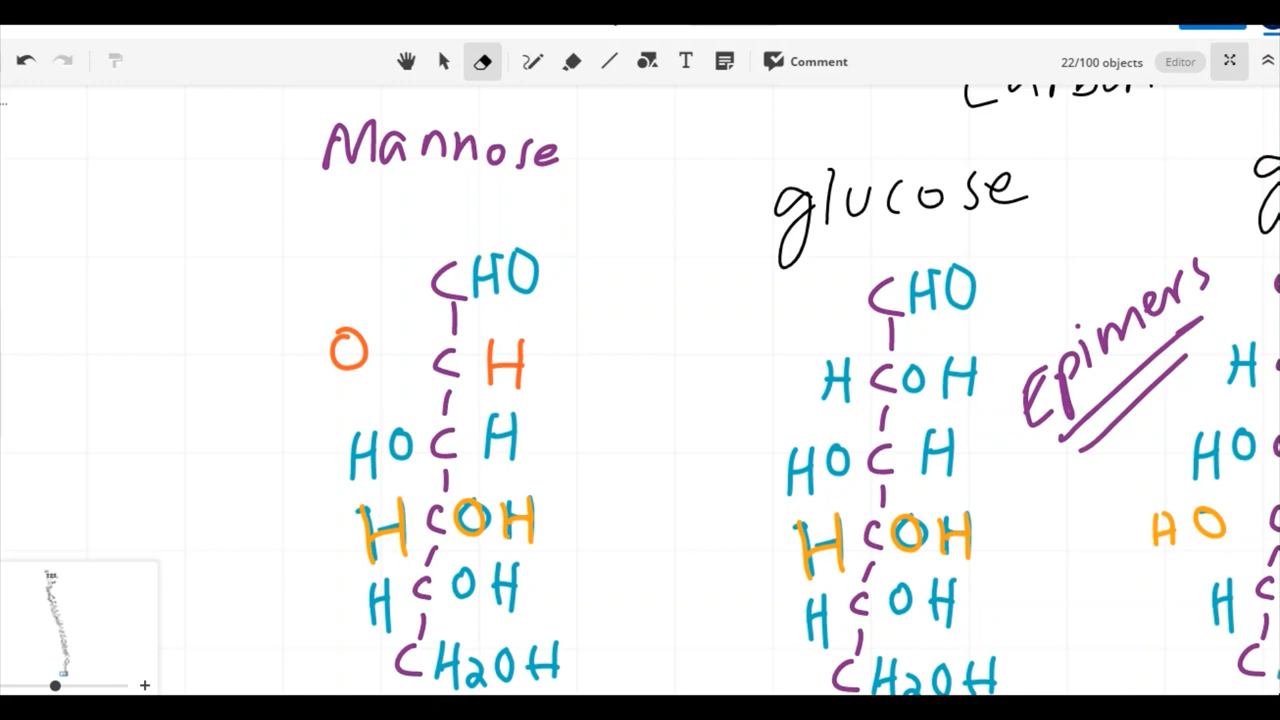 Comment
22/100 objects
Editor
Carbon
Mannose
glucose
Epimers
CHO
O C H
HO C H
H C OH
H C OH
CH2OH
CHO
H C OH
HO C H
H C OH
H C OH
CH2OH
H
HO C
HO C
H C
C